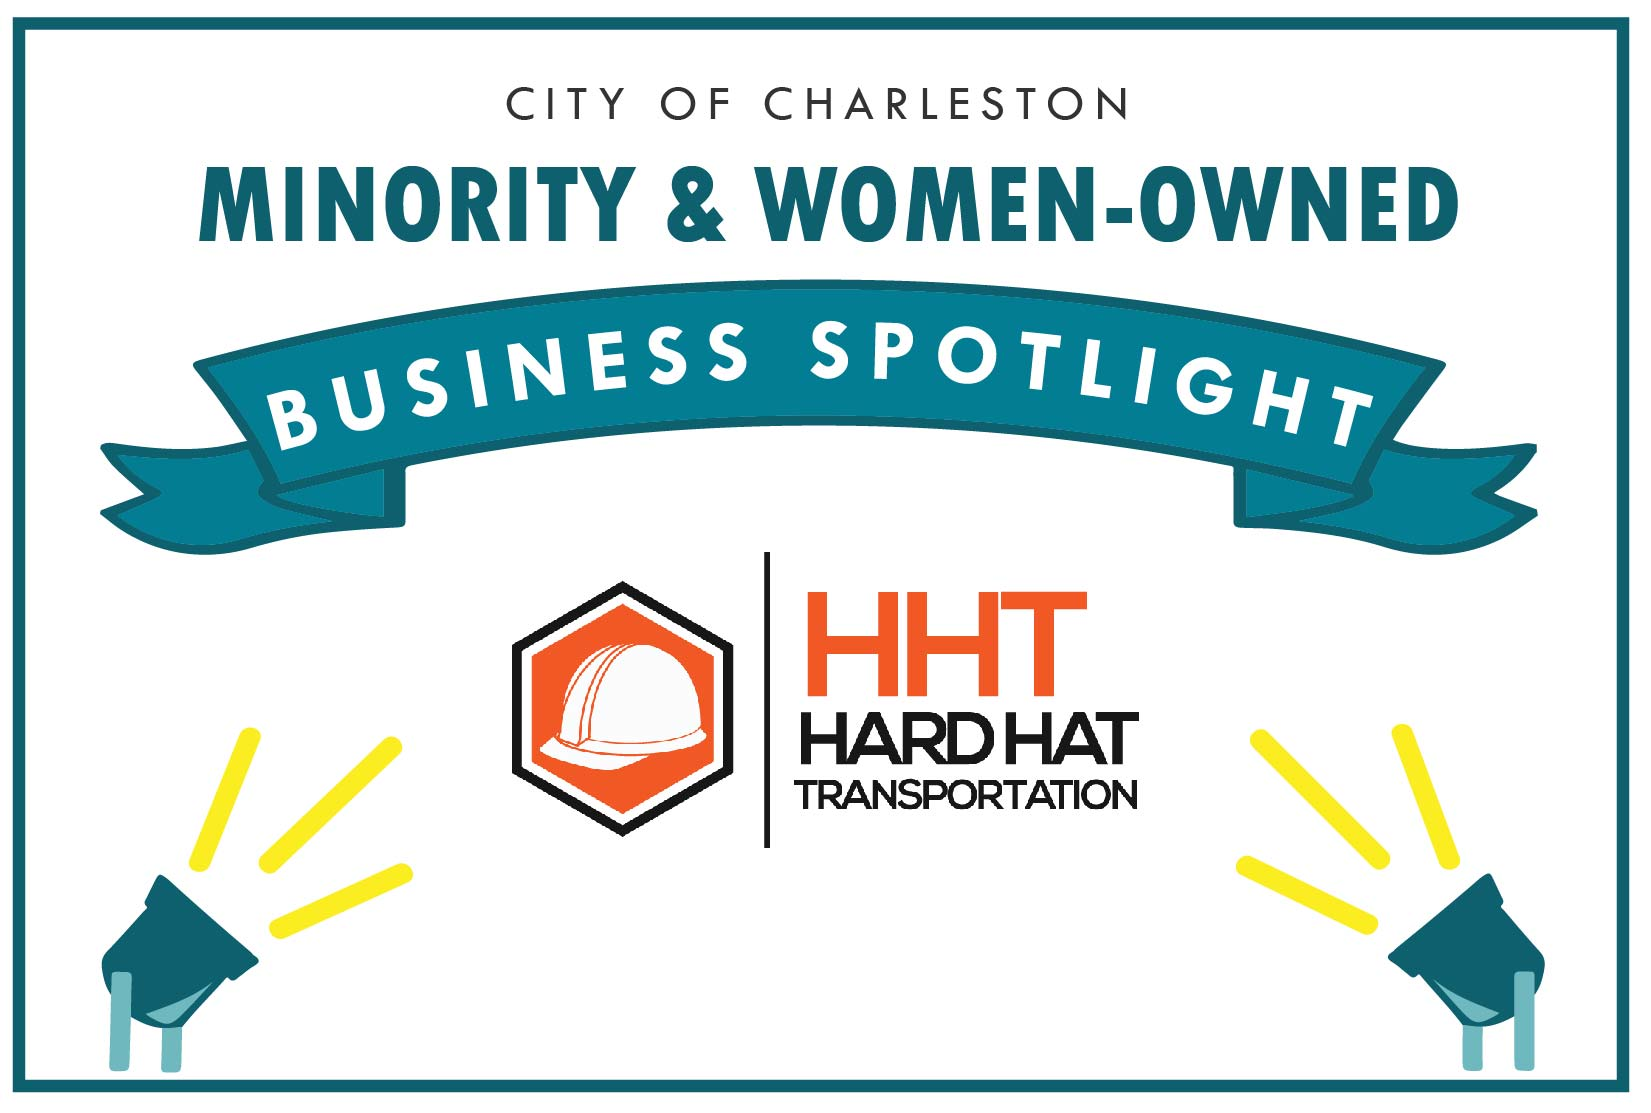 CITY OF CHARLESTON
MINORITY & WOMEN-OWNED
BUSINESS SPOTLIGHT
HHT
HARD HAT
TRANSPORTATION